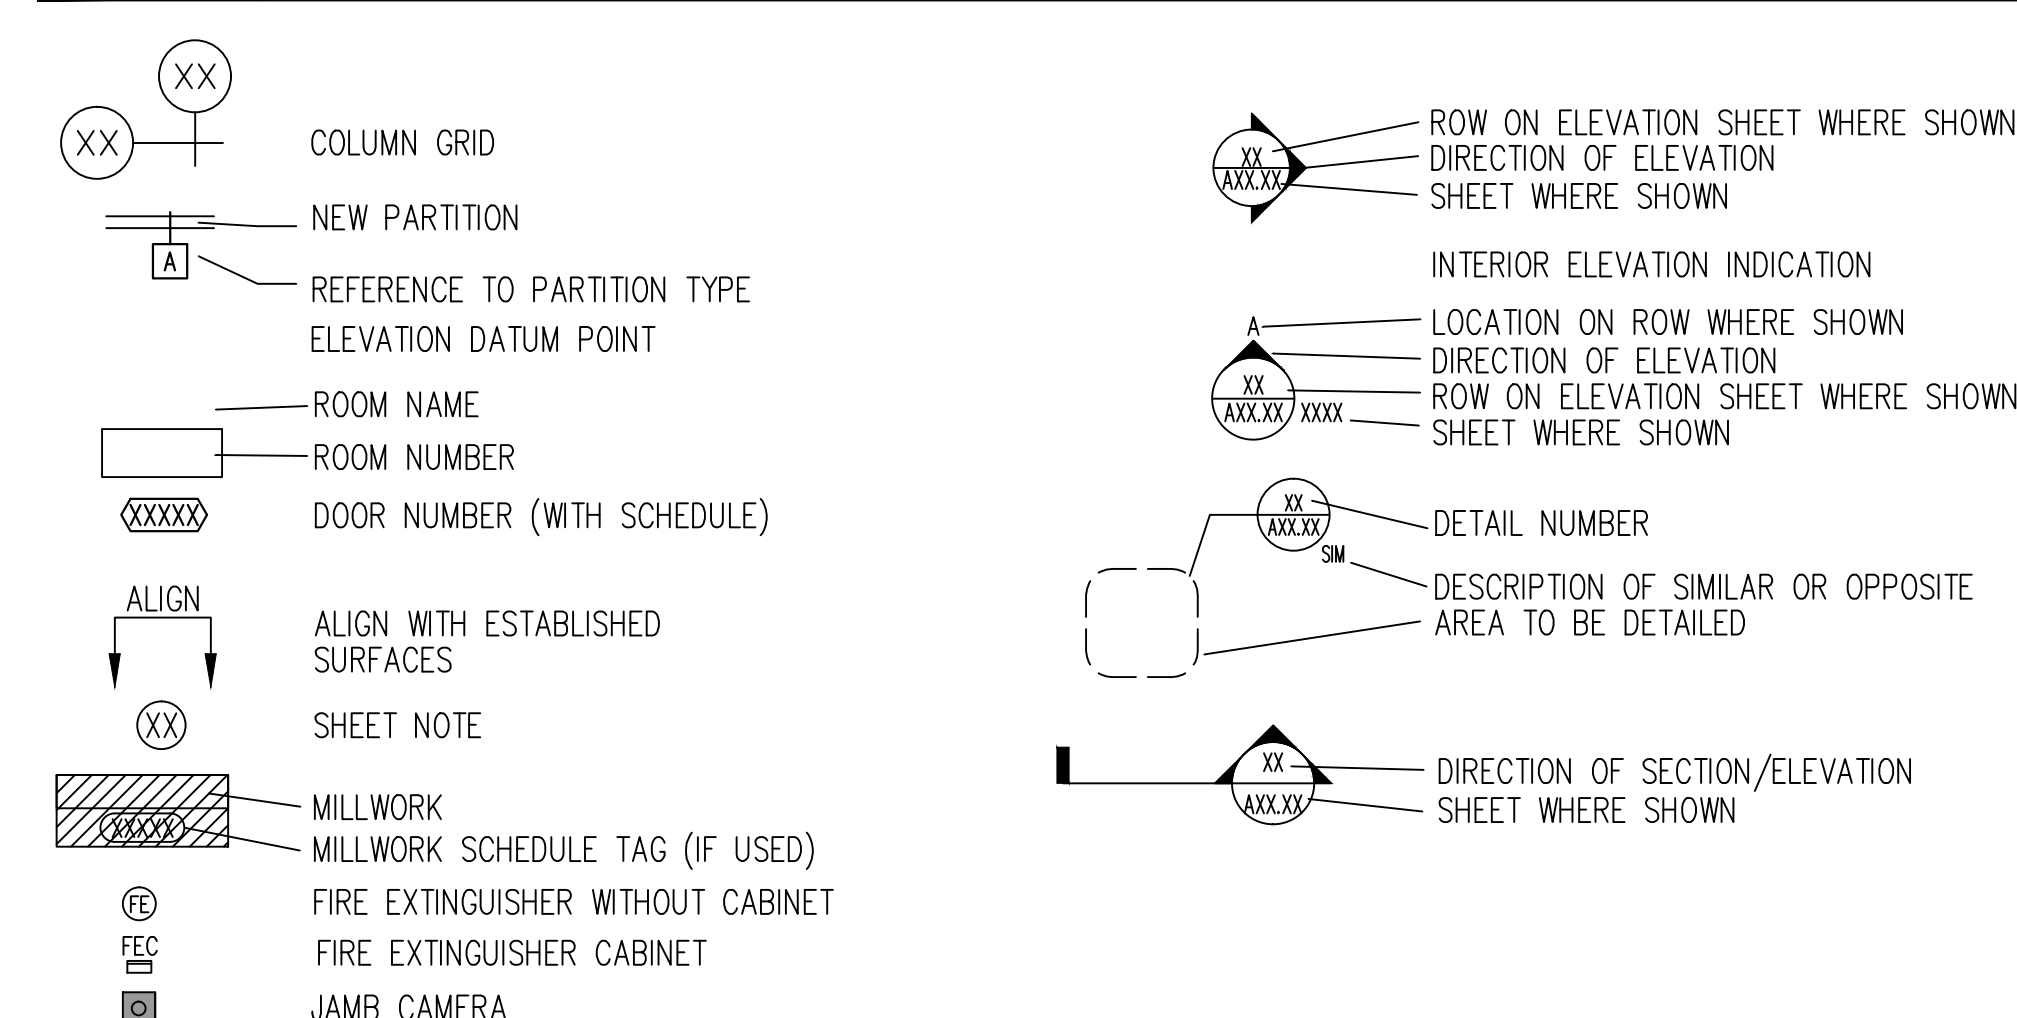 XX
XX
COLUMN GRID
NEW PARTITION
A
REFERENCE TO PARTITION TYPE
ELEVATION DATUM POINT
ROOM NAME
ROOM NUMBER
XXXXX
DOOR NUMBER (WITH SCHEDULE)
ALIGN
ALIGN WITH ESTABLISHED
SURFACES
XX
SHEET NOTE
MILLWORK
XXXXX
MILLWORK SCHEDULE TAG (IF USED)
FE
FIRE EXTINGUISHER WITHOUT CABINET
FEC
FIRE EXTINGUISHER CABINET
JAMB CAMERA
ROW ON ELEVATION SHEET WHERE SHOWN
XX
DIRECTION OF ELEVATION
AXX.XX
SHEET WHERE SHOWN
INTERIOR ELEVATION INDICATION
A
LOCATION ON ROW WHERE SHOWN
DIRECTION OF ELEVATION
XX
ROW ON ELEVATION SHEET WHERE SHOWN
AXX.XX XXXX
SHEET WHERE SHOWN
XX
AXX.XX
DETAIL NUMBER
SIM
DESCRIPTION OF SIMILAR OR OPPOSITE
AREA TO BE DETAILED
XX
DIRECTION OF SECTION/ELEVATION
AXX.XX
SHEET WHERE SHOWN